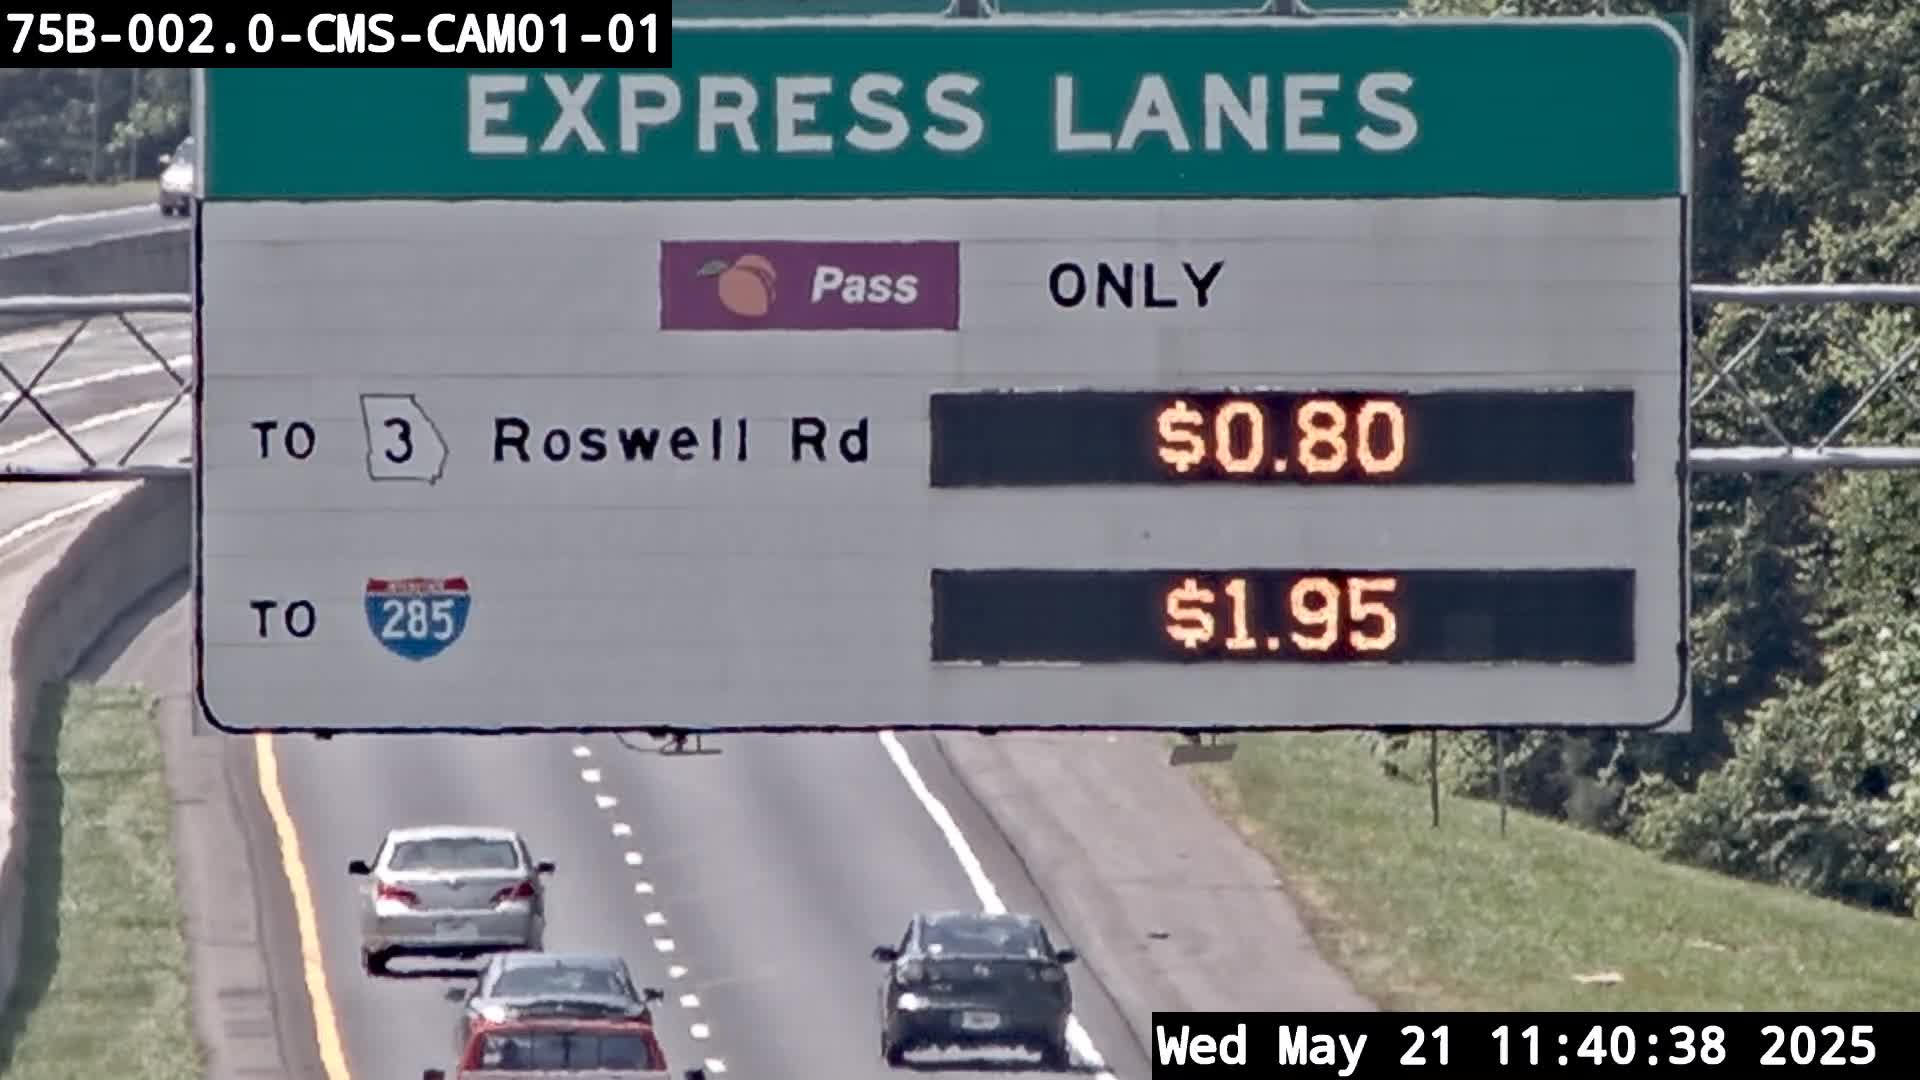 75B-002.0-CMS-CAM01-01
EXPRESS LANES
Pass ONLY
TO 3 Roswell Rd $0.80
TO 285 $1.95
Wed May 21 11:40:38 2025